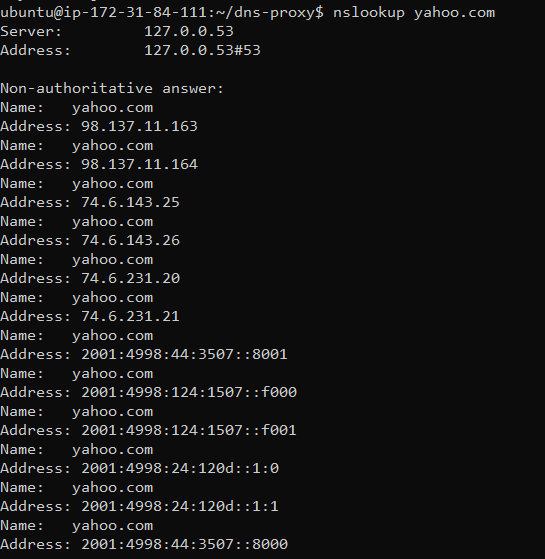 ubuntu@ip-172-31-84-111:~/dns-proxy$ nslookup yahoo.com
Server:         127.0.0.53
Address:        127.0.0.53#53

Non-authoritative answer:
Name:   yahoo.com
Address: 98.137.11.163
Name:   yahoo.com
Address: 98.137.11.164
Name:   yahoo.com
Address: 74.6.143.25
Name:   yahoo.com
Address: 74.6.143.26
Name:   yahoo.com
Address: 74.6.231.20
Name:   yahoo.com
Address: 74.6.231.21
Name:   yahoo.com
Address: 2001:4998:44:3507::8001
Name:   yahoo.com
Address: 2001:4998:124:1507::f000
Name:   yahoo.com
Address: 2001:4998:124:1507::f001
Name:   yahoo.com
Address: 2001:4998:24:120d::1:0
Name:   yahoo.com
Address: 2001:4998:24:120d::1:1
Name:   yahoo.com
Address: 2001:4998:44:3507::8000